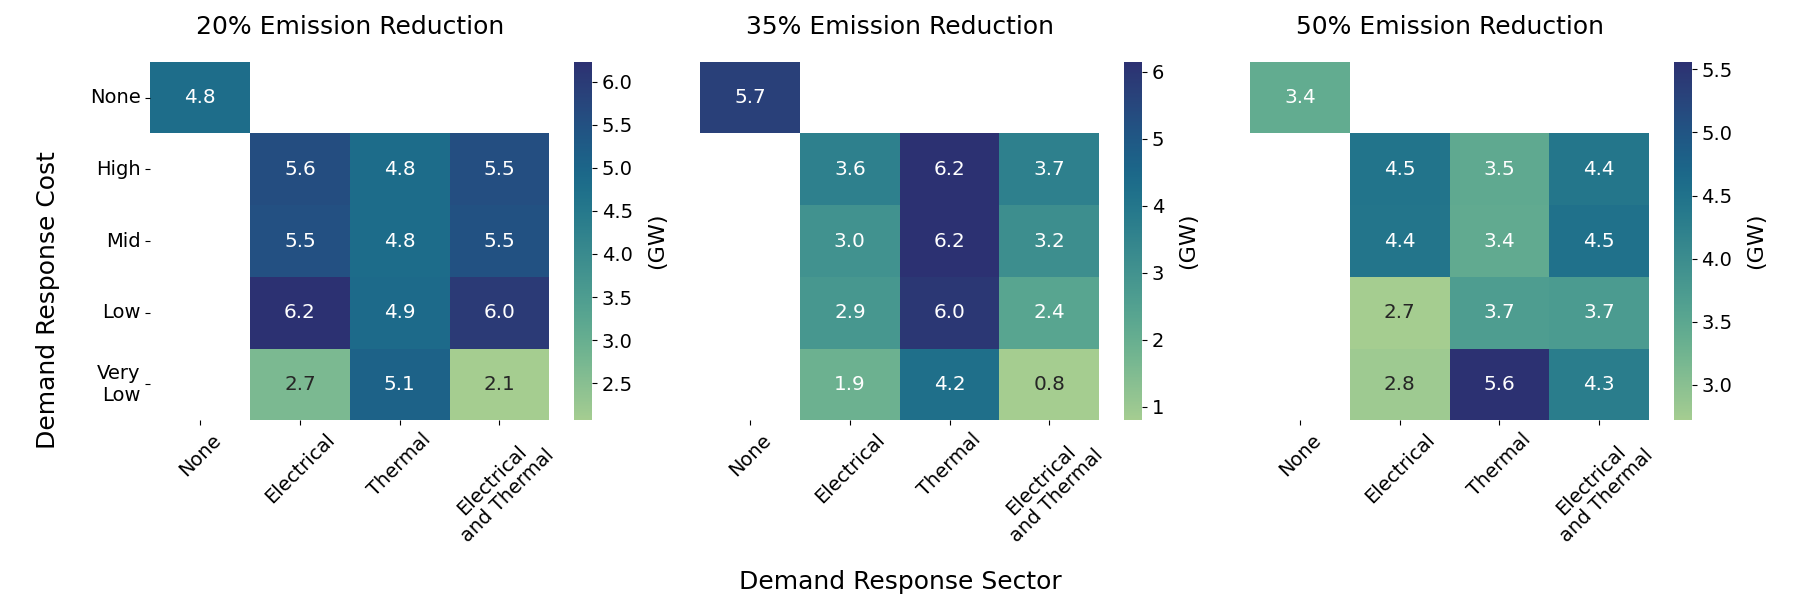 20% Emission Reduction
35% Emission Reduction
50% Emission Reduction
Demand Response Cost
None
High
Mid
Low
Very
Low
4.8
5.6 4.8 5.5
5.5 4.8 5.5
6.2 4.9 6.0
2.7 5.1 2.1
6.0
5.5
5.0
4.5
4.0
3.5
3.0
2.5
(GW)
None
Electrical
Thermal
Electrical
and Thermal
5.7
3.6 6.2 3.7
3.0 6.2 3.2
2.9 6.0 2.4
1.9 4.2 0.8
6
5
4
3
2
1
(GW)
None
Electrical
Thermal
Electrical
and Thermal
3.4
4.5 3.5 4.4
4.4 3.4 4.5
2.7 3.7 3.7
2.8 5.6 4.3
5.5
5.0
4.5
4.0
3.5
3.0
(GW)
None
Electrical
Thermal
Electrical
and Thermal
Demand Response Sector